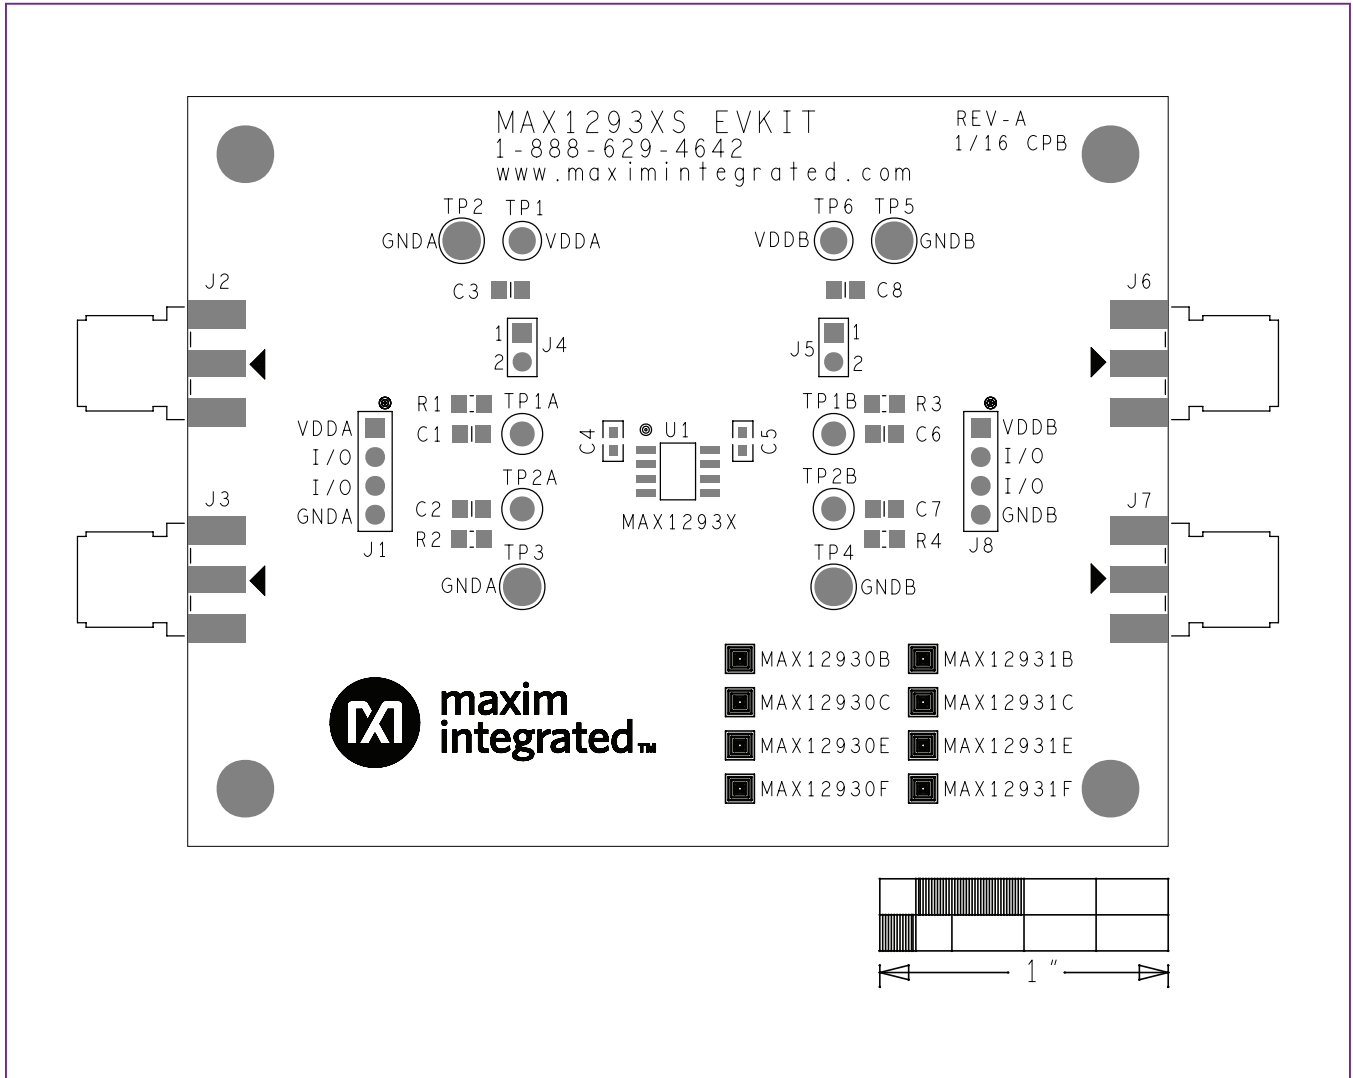 MAX1293XS EVKIT
1-888-629-4642
www.maximintegrated.com
REV-A
1/16 CPB
TP2 TP1
TP6 TP5
GNDA VDDA
VDDB GNDB
J2
J6
C3
C8
1
2
J4
J5
1
2
R1 TP1A
TP1B R3
VDDA
C1
C4
U1
C5
C6
VDDB
I/O
I/O
I/O
TP2A
TP2B
I/O
J3
J7
GNDA
C2
MAX1293X
C7
GNDB
J1
R2
TP3
TP4
R4
J8
GNDA
GNDB
MAX12930B MAX12931B
MAX12930C MAX12931C
MAX12930E MAX12931E
MAX12930F MAX12931F
maxim
integrated™
1 "